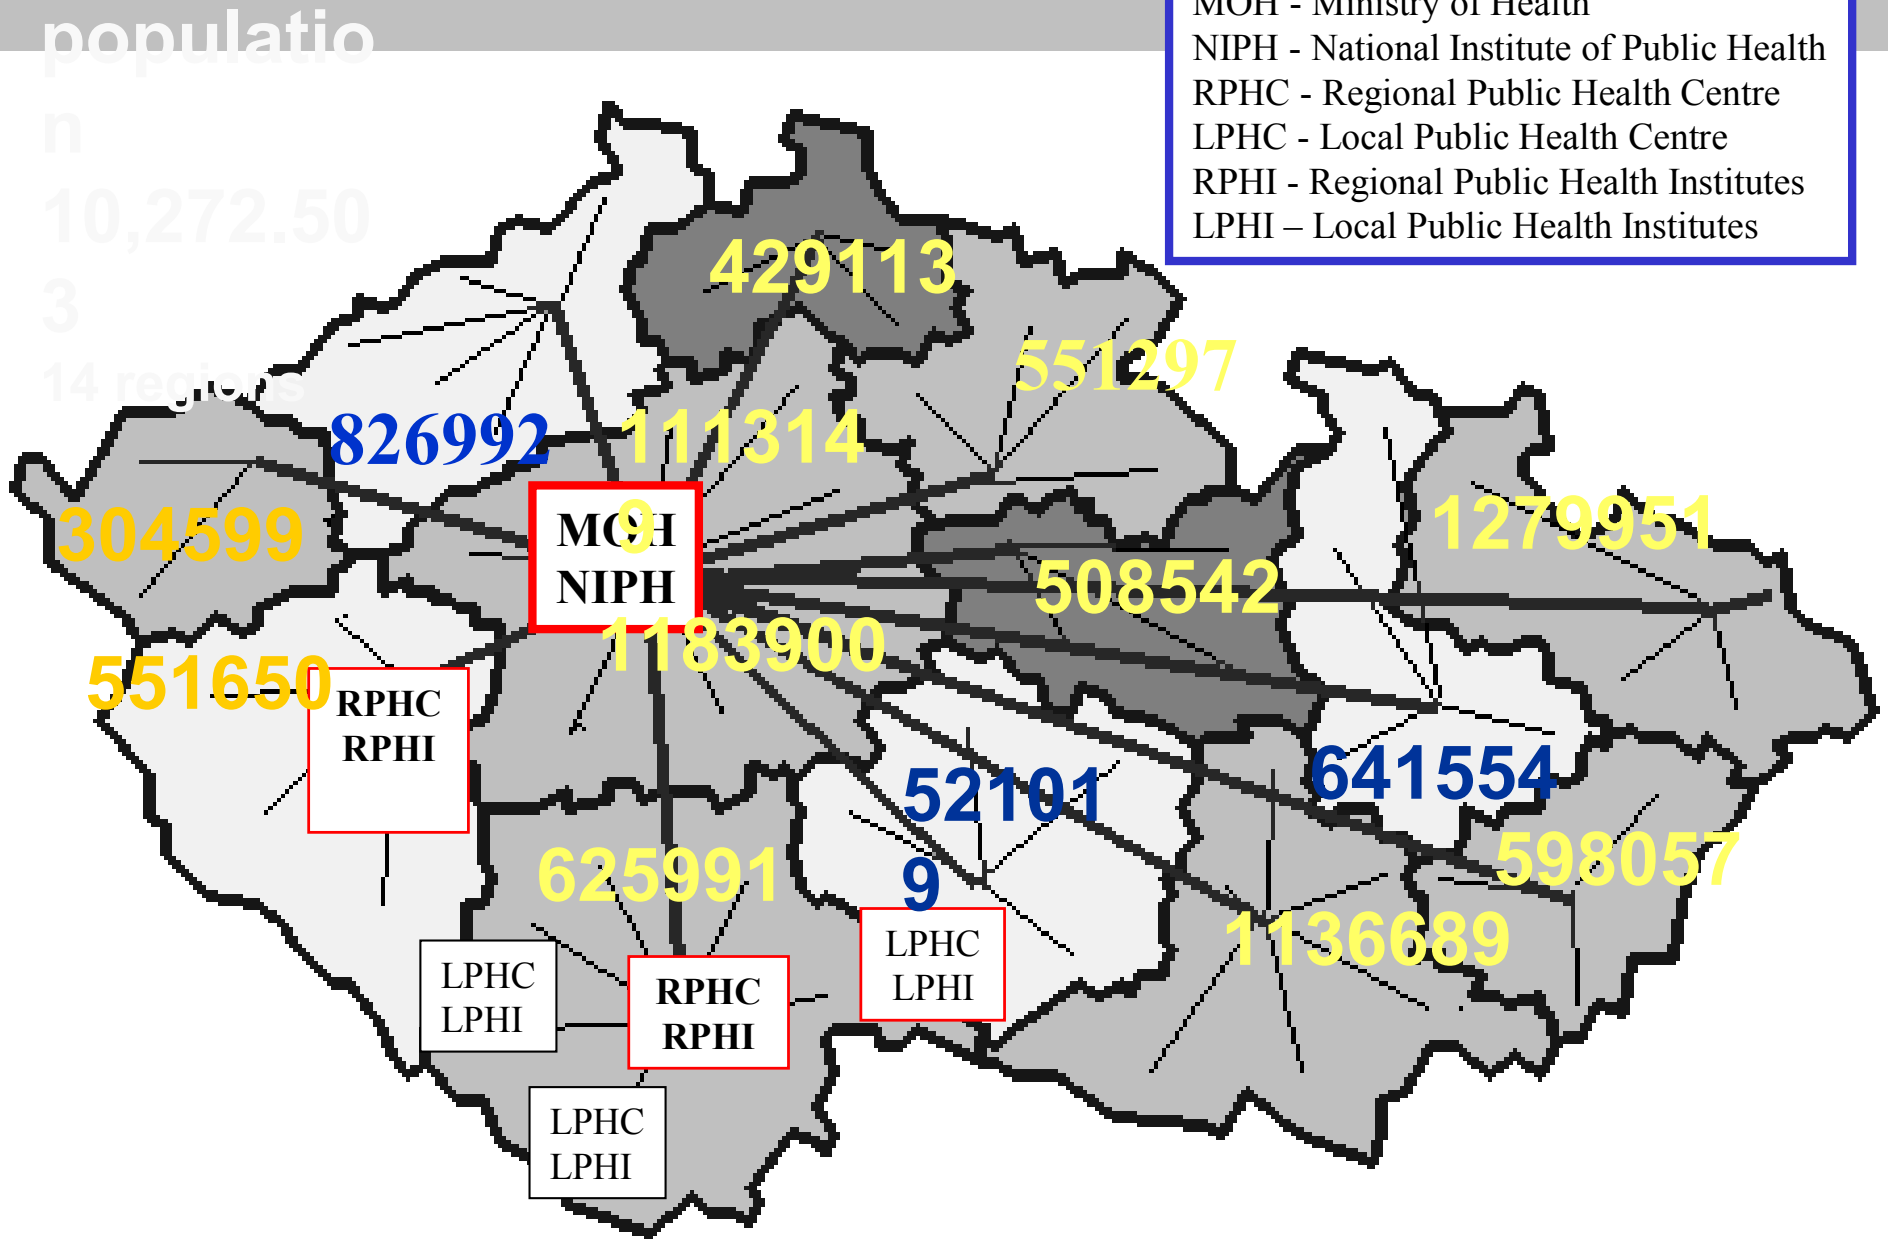 MOH - Ministry of Health
NIPH - National Institute of Public Health
RPHC - Regional Public Health Centre
LPHC - Local Public Health Centre
RPHI - Regional Public Health Institutes
LPHI – Local Public Health Institutes
populatio
n
10,272.50
3
14 regions
429113
551297
826992
111314
9
304599
MOH
NIPH
1279951
508542
1183900
551650
RPHC
RPHI
641554
52101
9
598057
625991
1136689
LPHC
LPHI
LPHC
LPHI
RPHC
RPHI
LPHC
LPHI